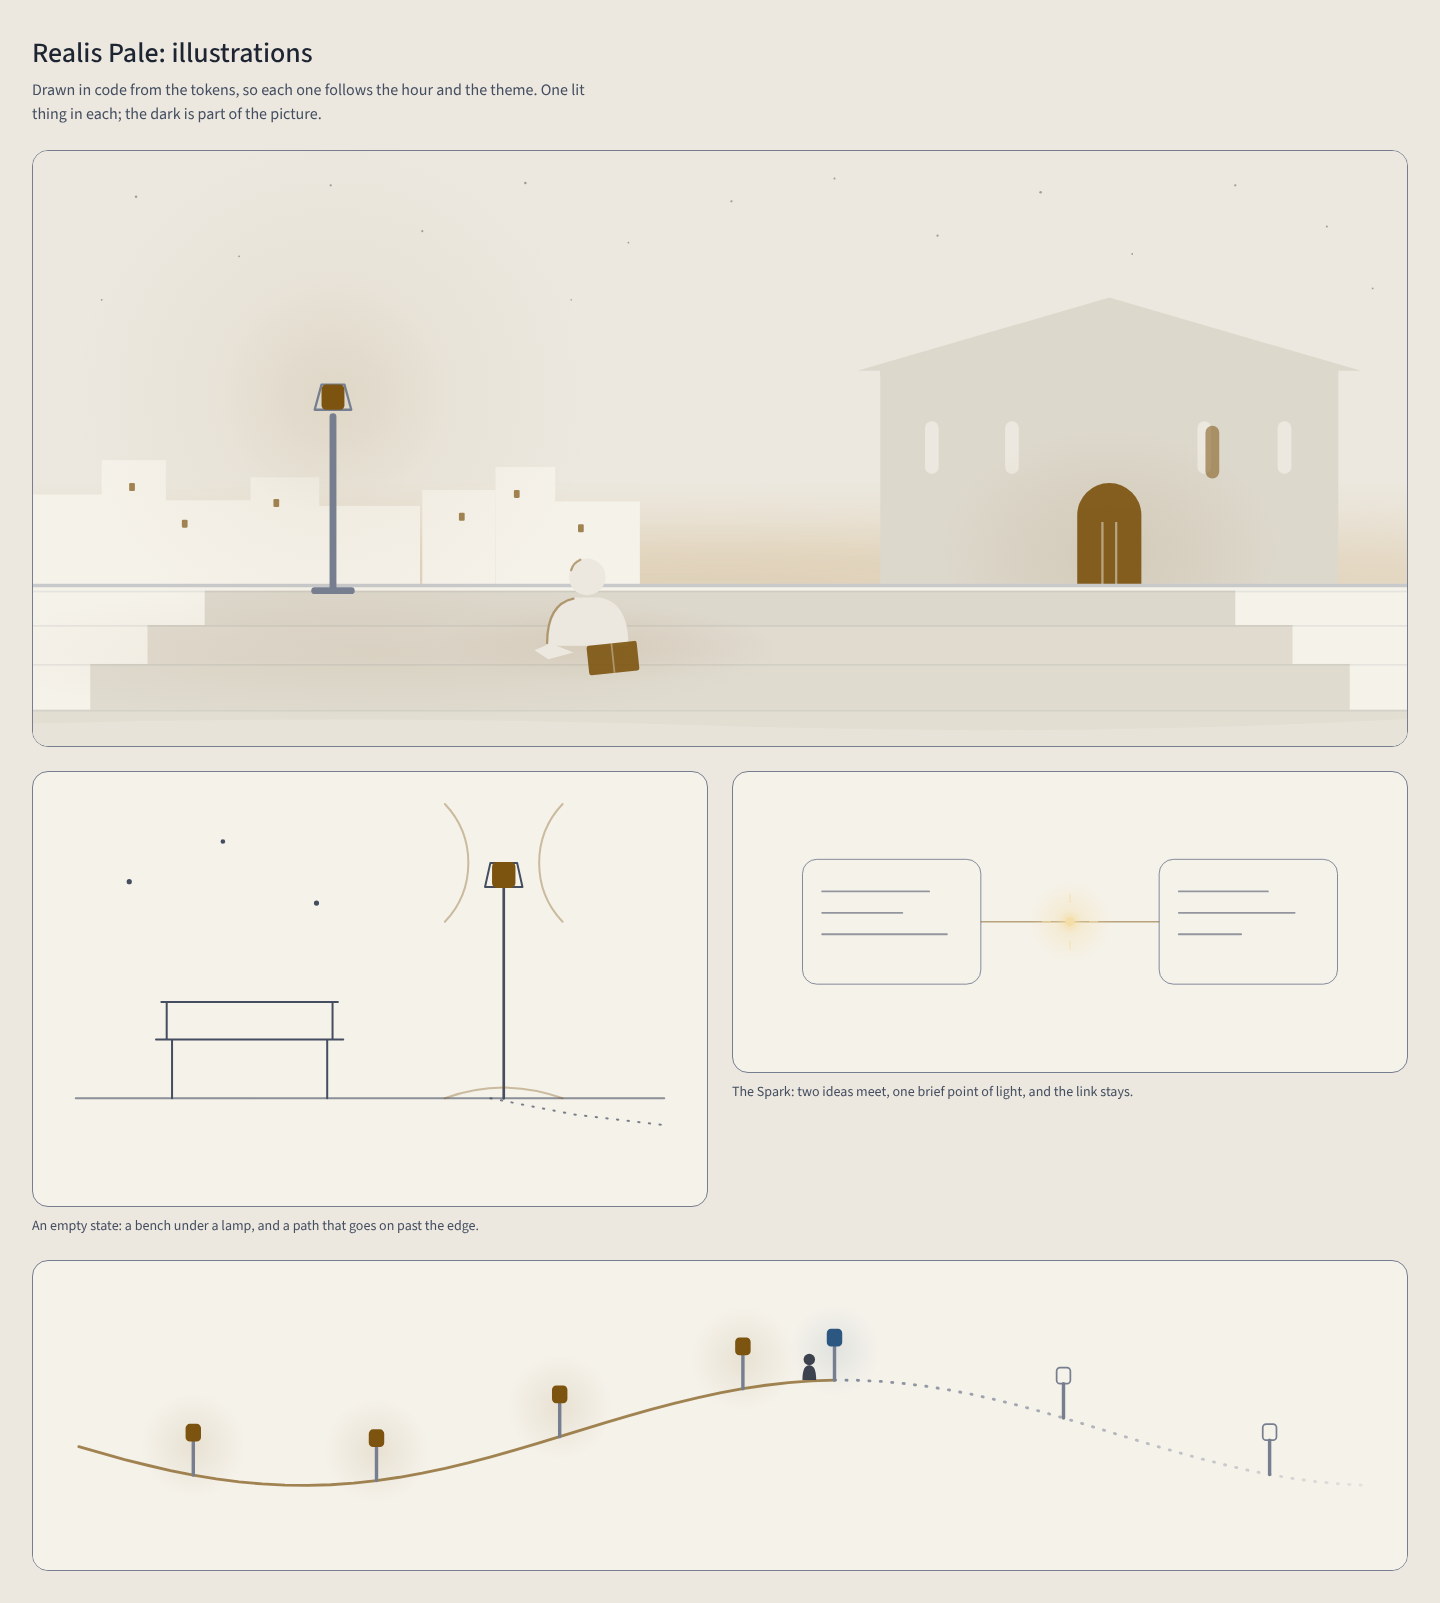 Realis Pale: illustrations
Drawn in code from the tokens, so each one follows the hour and the theme. One lit
thing in each; the dark is part of the picture.
The Spark: two ideas meet, one brief point of light, and the link stays.
An empty state: a bench under a lamp, and a path that goes on past the edge.